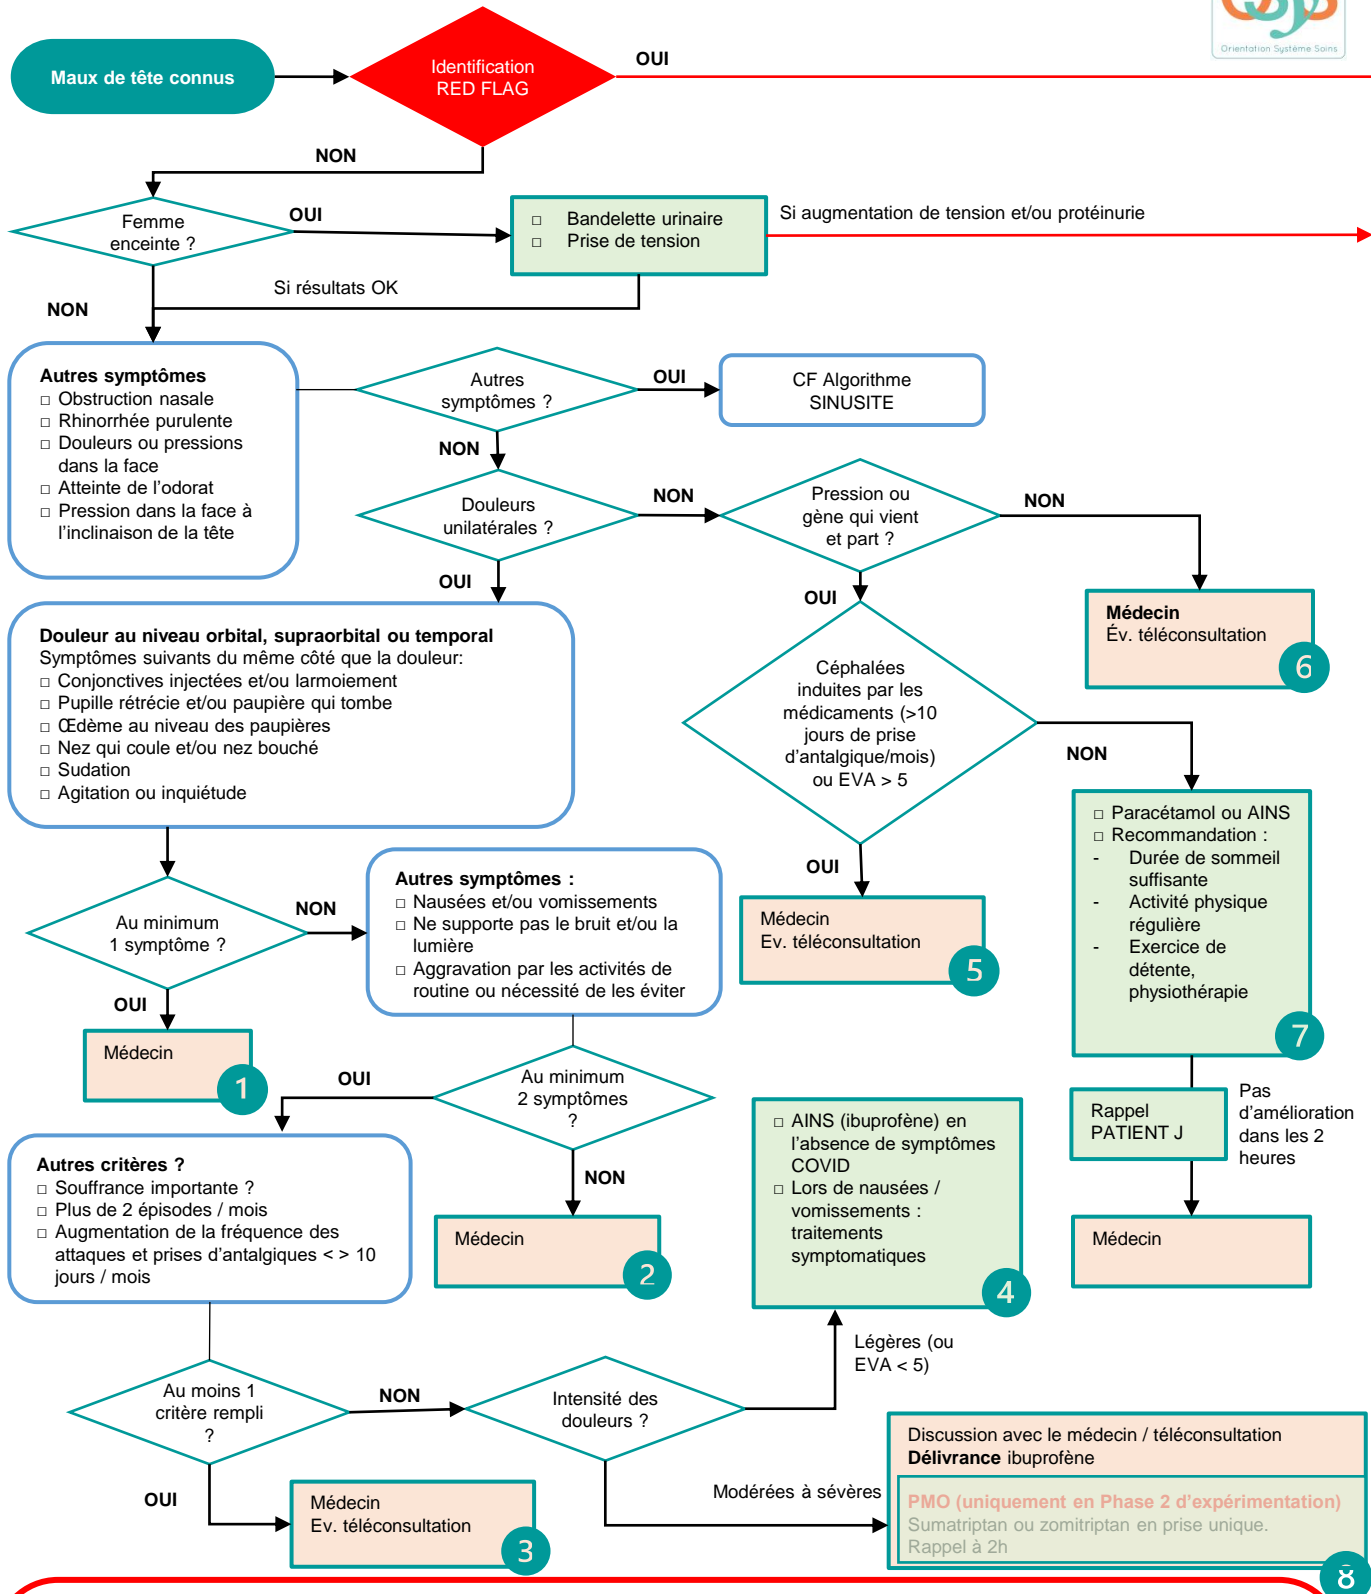 Orientation Système Soins
Maux de tête connus
Identification
RED FLAG
OUI
NON
Femme
enceinte ?
OUI
□ Bandelette urinaire
□ Prise de tension
Si augmentation de tension et/ou protéinurie
Si résultats OK
NON
Autres symptômes
□ Obstruction nasale
□ Rhinorrhée purulente
□ Douleurs ou pressions
dans la face
□ Atteinte de l’odorat
□ Pression dans la face à
l’inclinaison de la tête
Autres
symptômes ?
OUI
CF Algorithme
SINUSITE
NON
Douleurs
unilatérales ?
NON
Pression ou
gène qui vient
et part ?
NON
OUI
OUI
Médecin
Év. téléconsultation
6
Douleur au niveau orbital, supraorbital ou temporal
Symptômes suivants du même côté que la douleur:
□ Conjonctives injectées et/ou larmoiement
□ Pupille rétrécie et/ou paupière qui tombe
□ Œdème au niveau des paupières
□ Nez qui coule et/ou nez bouché
□ Sudation
□ Agitation ou inquiétude
Céphalées
induites par les
médicaments (>10
jours de prise
d’antalgique/mois)
ou EVA > 5
NON
OUI
□ Paracétamol ou AINS
□ Recommandation :
- Durée de sommeil
suffisante
- Activité physique
régulière
- Exercice de
détente,
physiothérapie
7
Au minimum
1 symptôme ?
NON
Autres symptômes :
□ Nausées et/ou vomissements
□ Ne supporte pas le bruit et/ou la
lumière
□ Aggravation par les activités de
routine ou nécessité de les éviter
Médecin
Ev. téléconsultation
5
OUI
Médecin
1
OUI
Au minimum
2 symptômes
?
NON
Rappel
PATIENT J
Pas
d’amélioration
dans les 2
heures
Médecin
□ AINS (ibuprofène) en
l’absence de symptômes
COVID
□ Lors de nausées /
vomissements :
traitements
symptomatiques
4
Autres critères ?
□ Souffrance importante ?
□ Plus de 2 épisodes / mois
□ Augmentation de la fréquence des
attaques et prises d’antalgiques < > 10
jours / mois
Médecin
2
Légères (ou
EVA < 5)
Au moins 1
critère rempli
?
NON
Intensité des
douleurs ?
OUI
Médecin
Ev. téléconsultation
3
Modérées à sévères
Discussion avec le médecin / téléconsultation
Délivrance ibuprofène
PMO (uniquement en Phase 2 d’expérimentation)
Sumatriptan ou zomitriptan en prise unique.
Rappel à 2h
8